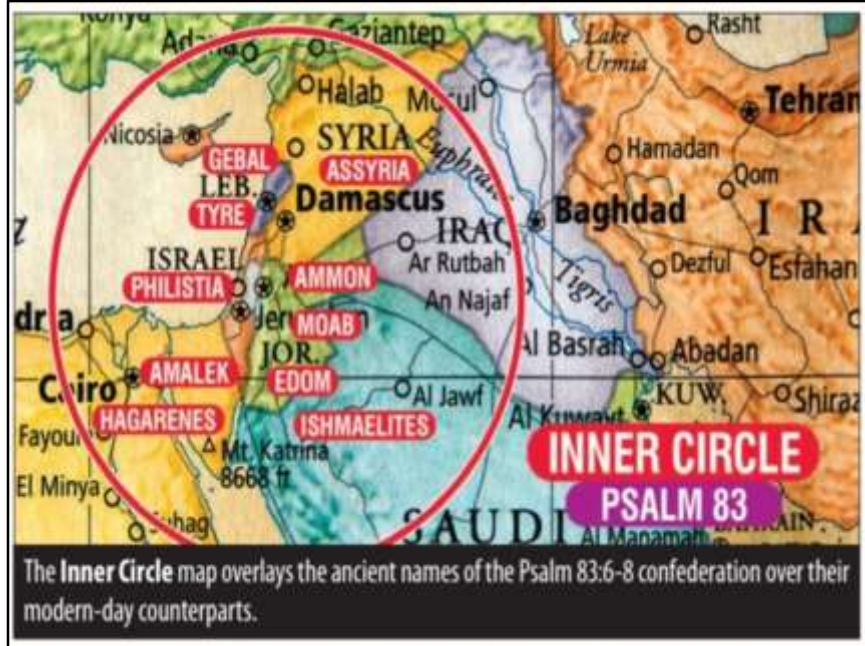 Adana
Gaziantep
Lake
Urmia
Rasht
Halab
Mosul
Tehran
Nicosia
SYRIA
Hamadan
GEBAL
ASSYRIA
Euphrates
Qom
LEB.
TYRE
Damascus
Baghdad
I R A
ISRAEL
IRAQ
Ar Rutbah
Tigris
Dezful
Esfahan
PHILISTIA
AMMON
An Najaf
MOAB
JOR.
Al Basrah
Abadan
Cairo
AMALEK
EDOM
Al Jawf
KUW.
Shiraz
HAGARENES
ISHMAELITES
Al Kuwayt
Mt. Katrina
8668 ft
INNER CIRCLE
El Minya
PSALM 83
SAUDI
The Inner Circle map overlays the ancient names of the Psalm 83:6-8 confederation over their
modern-day counterparts.